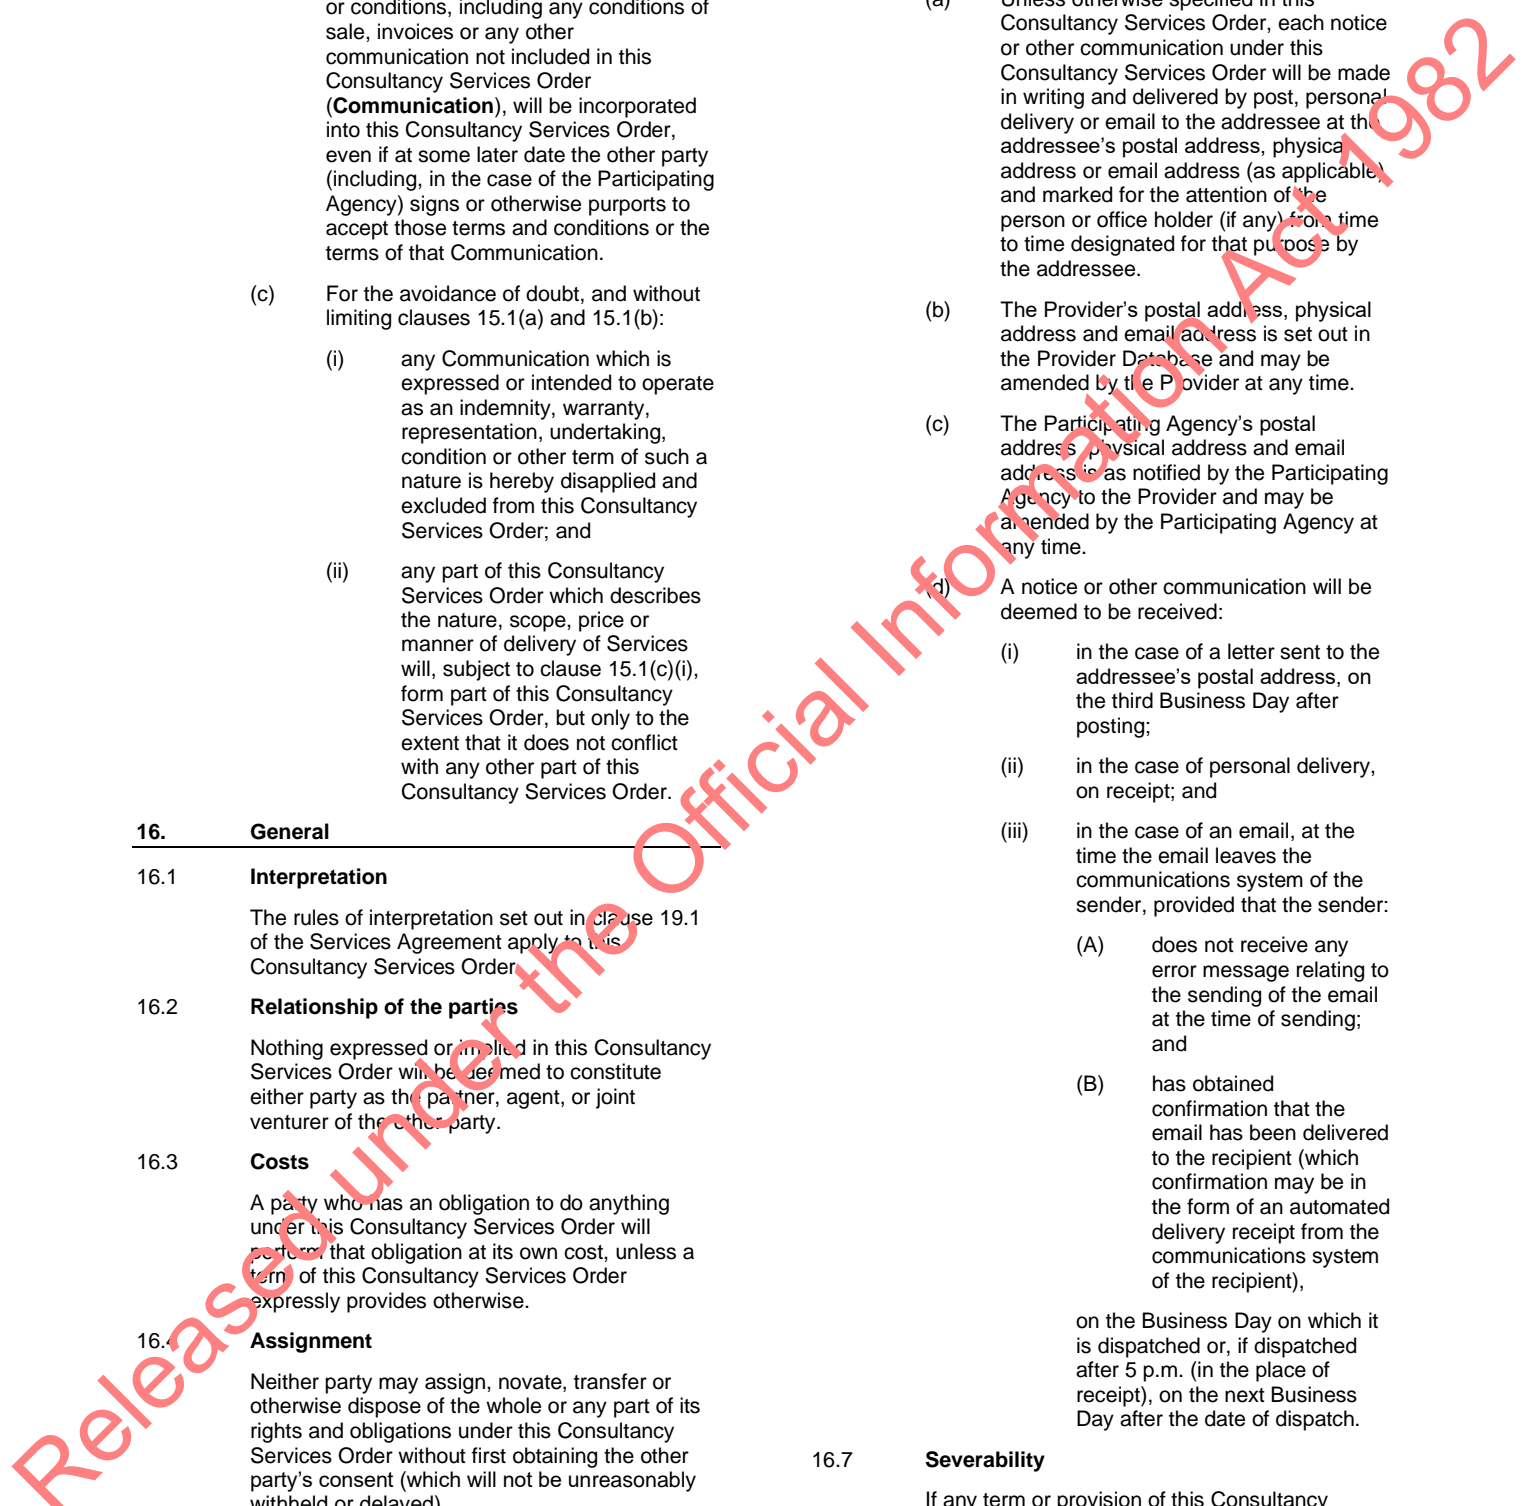 or conditions, including any conditions of
sale, invoices or any other
communication not included in this
Consultancy Services Order
(Communication), will be incorporated
into this Consultancy Services Order,
even if at some later date the other party
(including, in the case of the Participating
Agency) signs or otherwise purports to
accept those terms and conditions or the
terms of that Communication.
(c) For the avoidance of doubt, and without
limiting clauses 15.1(a) and 15.1(b):
(i) any Communication which is
expressed or intended to operate
as an indemnity, warranty,
representation, undertaking,
condition or other term of such a
nature is hereby disapplied and
excluded from this Consultancy
Services Order; and
(ii) any part of this Consultancy
Services Order which describes
the nature, scope, price or
manner of delivery of Services
will, subject to clause 15.1(c)(i),
form part of this Consultancy
Services Order, but only to the
extent that it does not conflict
with any other part of this
Consultancy Services Order.
16. General
16.1 Interpretation
The rules of interpretation set out in clause 19.1
of the Services Agreement apply to this
Consultancy Services Order.
16.2 Relationship of the parties
Nothing expressed or implied in this Consultancy
Services Order will be deemed to constitute
either party as the partner, agent, or joint
venturer of the other party.
16.3 Costs
A party who has an obligation to do anything
under this Consultancy Services Order will
perform that obligation at its own cost, unless a
term of this Consultancy Services Order
expressly provides otherwise.
16.4 Assignment
Neither party may assign, novate, transfer or
otherwise dispose of the whole or any part of its
rights and obligations under this Consultancy
Services Order without first obtaining the other
party's consent (which will not be unreasonably
withheld or delayed).
(a) Unless otherwise specified in this
Consultancy Services Order, each notice
or other communication under this
Consultancy Services Order will be made
in writing and delivered by post, personal
delivery or email to the addressee at the
addressee's postal address, physical
address or email address (as applicable)
and marked for the attention of the
person or office holder (if any) from time
to time designated for that purpose by
the addressee.
(b) The Provider's postal address, physical
address and email address is set out in
the Provider Database and may be
amended by the Provider at any time.
(c) The Participating Agency's postal
address, physical address and email
address is as notified by the Participating
Agency to the Provider and may be
amended by the Participating Agency at
any time.
(d) A notice or other communication will be
deemed to be received:
(i) in the case of a letter sent to the
addressee's postal address, on
the third Business Day after
posting;
(ii) in the case of personal delivery,
on receipt; and
(iii) in the case of an email, at the
time the email leaves the
communications system of the
sender, provided that the sender:
(A) does not receive any
error message relating to
the sending of the email
at the time of sending;
and
(B) has obtained
confirmation that the
email has been delivered
to the recipient (which
confirmation may be in
the form of an automated
delivery receipt from the
communications system
of the recipient),
on the Business Day on which it
is dispatched or, if dispatched
after 5 p.m. (in the place of
receipt), on the next Business
Day after the date of dispatch.
16.7 Severability
If any term or provision of this Consultancy
Released under the Official Information Act 1982